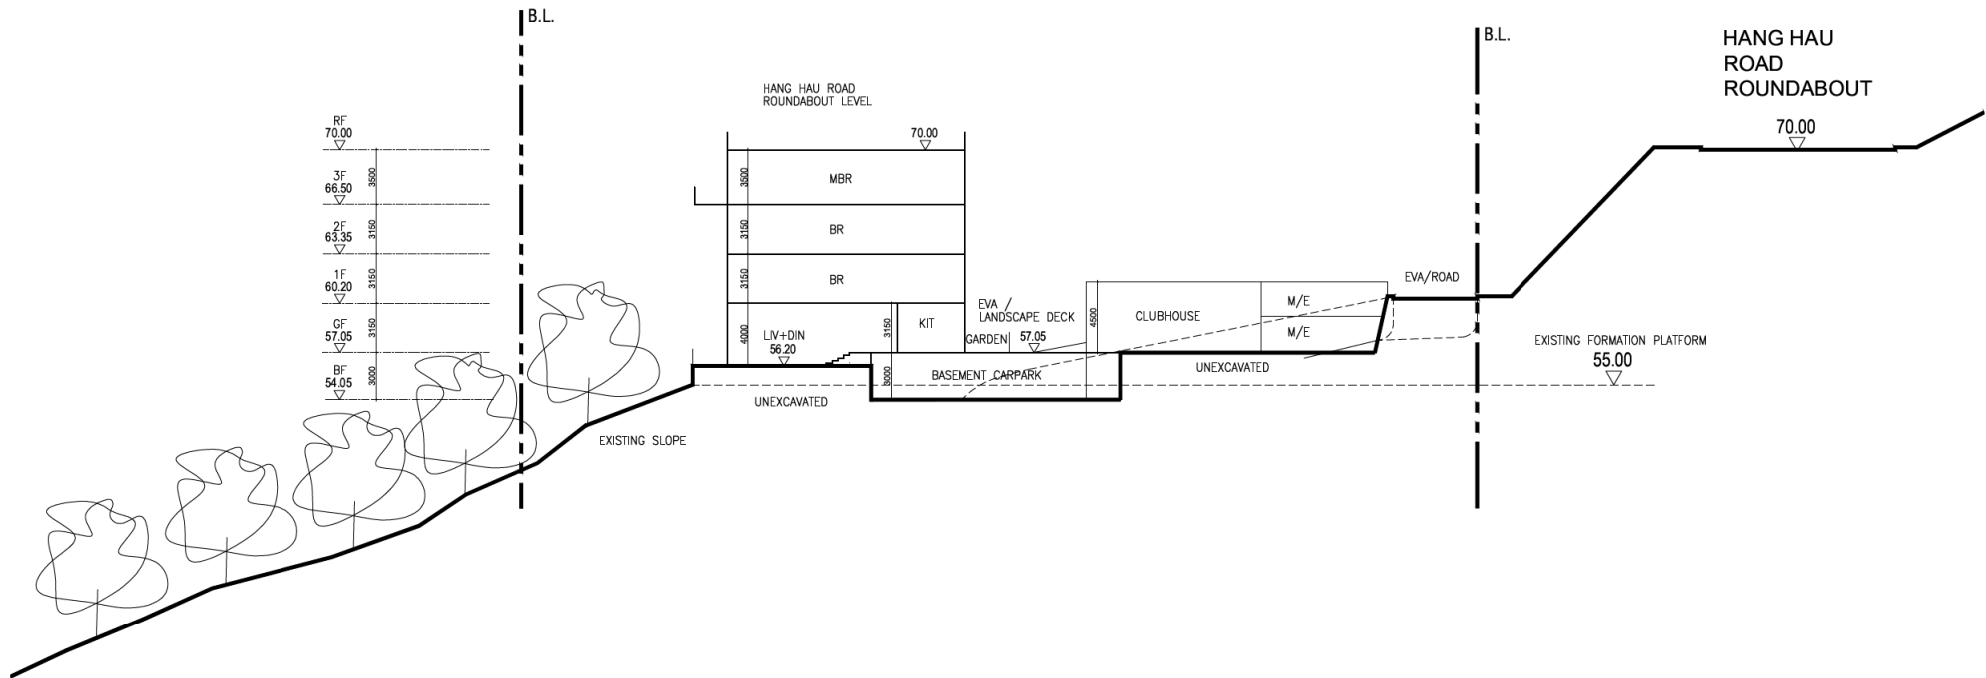 B.L.
B.L.
HANG HAU
ROAD
ROUNDABOUT
70.00
HANG HAU ROAD
ROUNDABOUT LEVEL
70.00
RF
70.00
3500
3F
66.50
3150
2F
63.35
3150
1F
60.20
3150
GF
57.05
3000
BF
54.05
3500
MBR
3150
BR
3150
BR
4000
LIV+DIN
56.20
3150
KIT
EVA /
LANDSCAPE DECK
GARDEN
57.05
4500
CLUBHOUSE
M/E
M/E
EVA/ROAD
EXISTING FORMATION PLATFORM
55.00
3000
BASEMENT CARPARK
UNEXCAVATED
UNEXCAVATED
EXISTING SLOPE